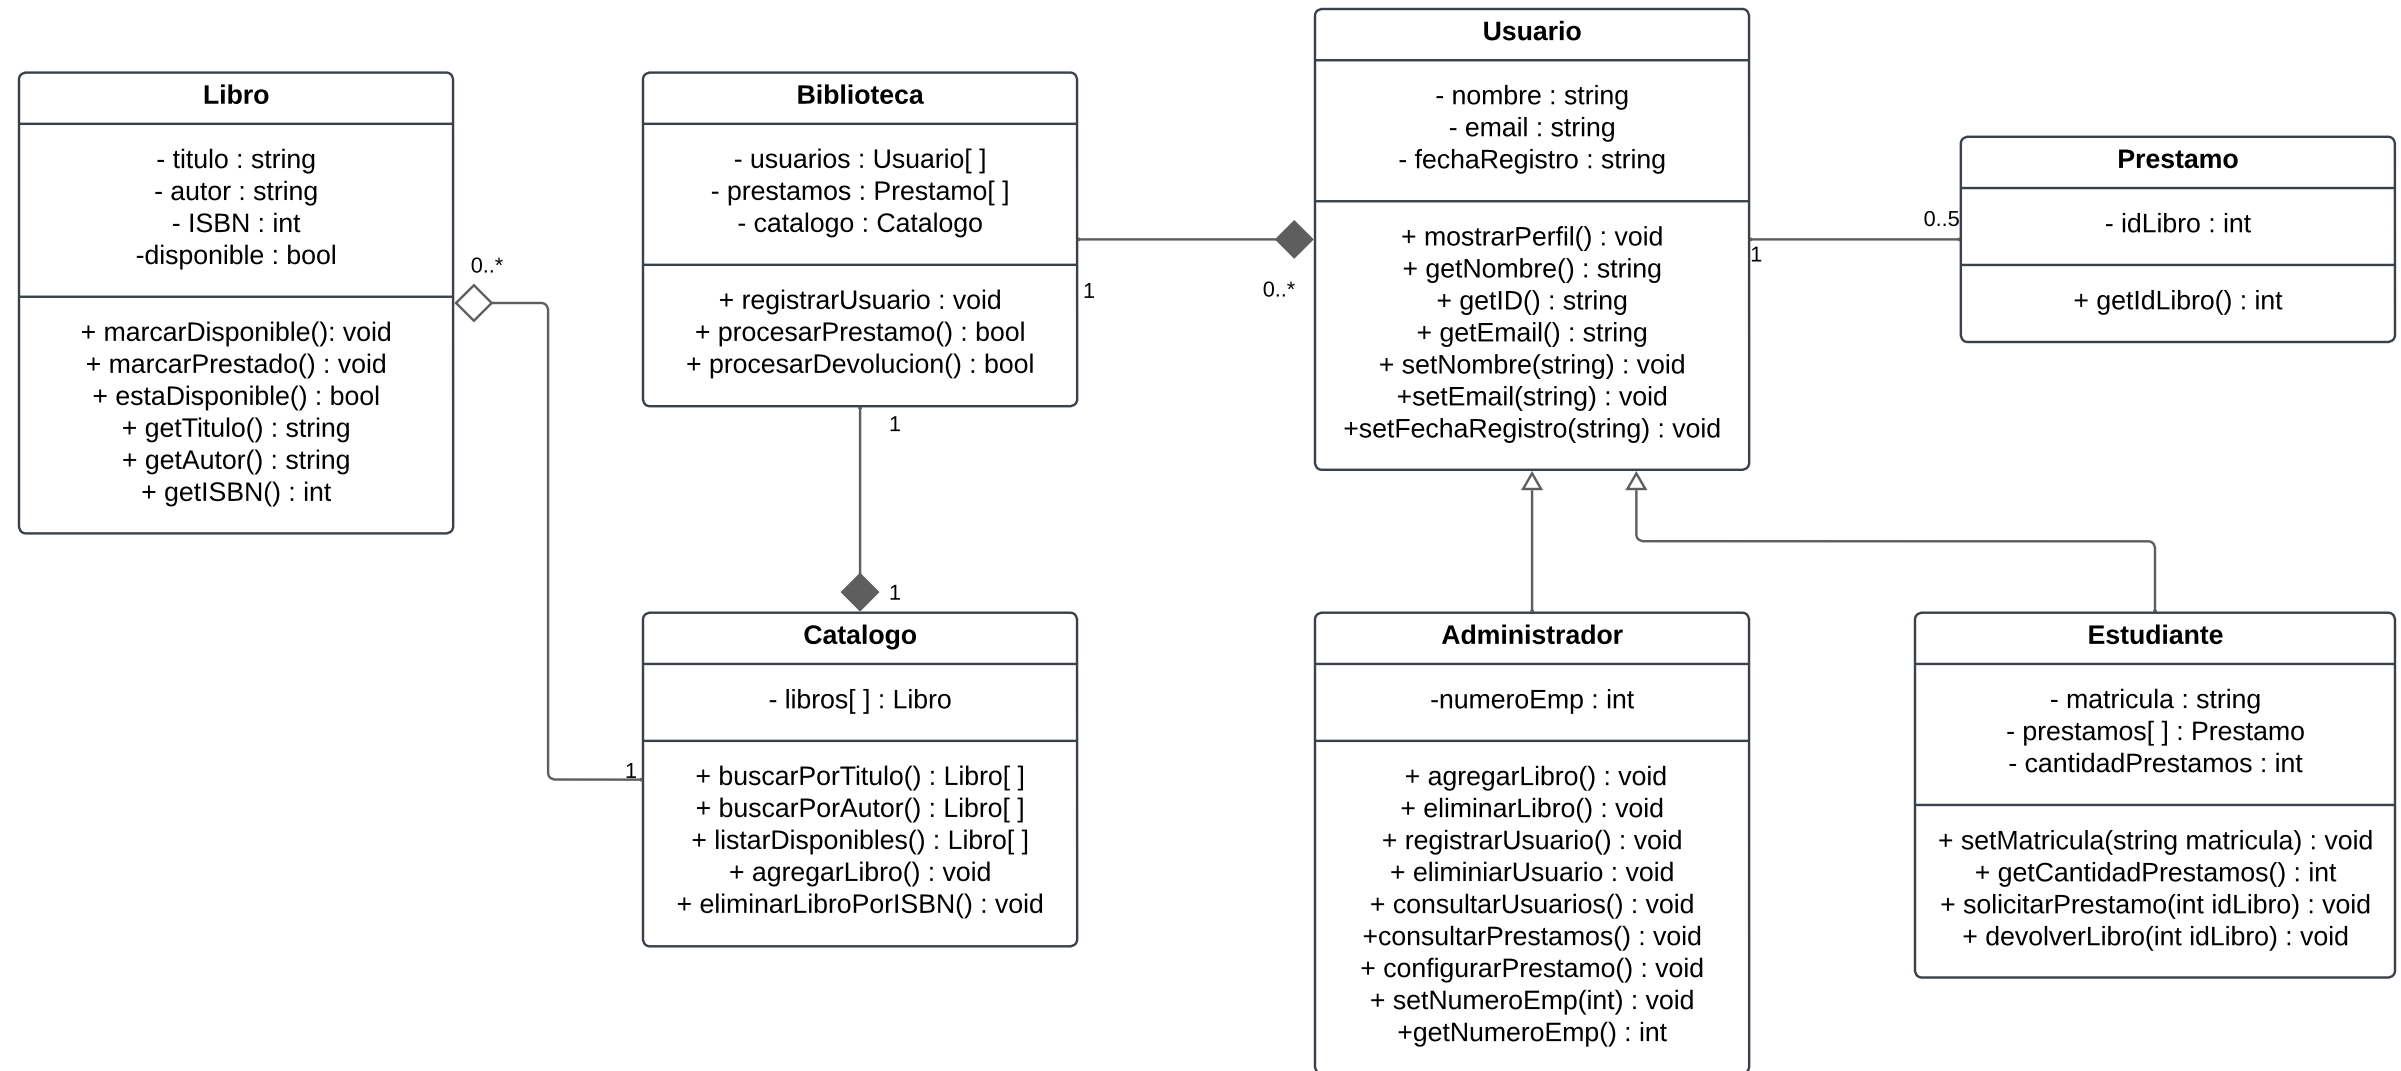 Libro
- titulo : string
- autor : string
- ISBN : int
-disponible : bool
+ marcarDisponible(): void
+ marcarPrestado() : void
+ estaDisponible() : bool
+ getTitulo() : string
+ getAutor() : string
+ getISBN() : int
0..*
1
Biblioteca
- usuarios : Usuario[ ]
- prestamos : Prestamo[ ]
- catalogo : Catalogo
+ registrarUsuario : void
+ procesarPrestamo() : bool
+ procesarDevolucion() : bool
1
0..*
1
1
Catalogo
- libros[ ] : Libro
+ buscarPorTitulo() : Libro[ ]
+ buscarPorAutor() : Libro[ ]
+ listarDisponibles() : Libro[ ]
+ agregarLibro() : void
+ eliminarLibroPorISBN() : void
Usuario
- nombre : string
- email : string
- fechaRegistro : string
+ mostrarPerfil() : void
+ getNombre() : string
+ getID() : string
+ getEmail() : string
+ setNombre(string) : void
+setEmail(string) : void
+setFechaRegistro(string) : void
1
0..5
Prestamo
- idLibro : int
+ getIdLibro() : int
Administrador
-numeroEmp : int
+ agregarLibro() : void
+ eliminarLibro() : void
+ registrarUsuario() : void
+ eliminiarUsuario : void
+ consultarUsuarios() : void
+consultarPrestamos() : void
+ configurarPrestamo() : void
+ setNumeroEmp(int) : void
+getNumeroEmp() : int
Estudiante
- matricula : string
- prestamos[ ] : Prestamo
- cantidadPrestamos : int
+ setMatricula(string matricula) : void
+ getCantidadPrestamos() : int
+ solicitarPrestamo(int idLibro) : void
+ devolverLibro(int idLibro) : void